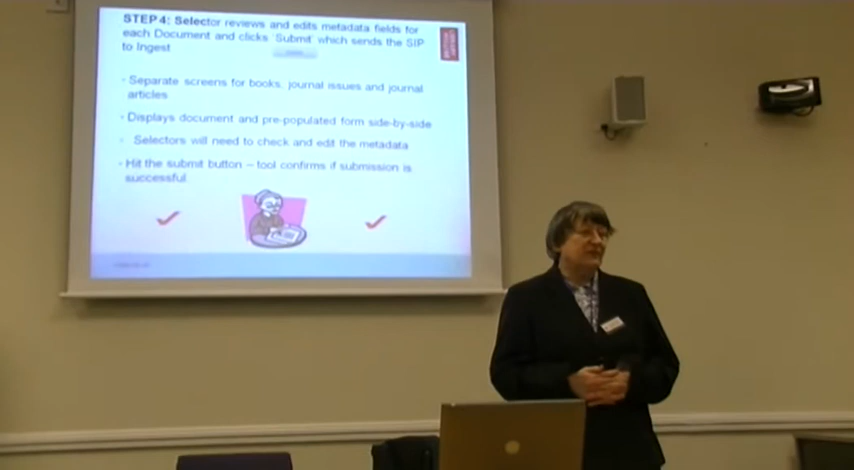 STEP 4: Selector reviews and edits metadata fields for
each Document and clicks 'Submit' which sends the SIP
to Ingest
- Separate screens for books, journal issues and journal
articles
- Displays document and pre-populated form side-by-side
- Selectors will need to check and edit the metadata
- Hit the submit button – tool confirms if submission is
successful